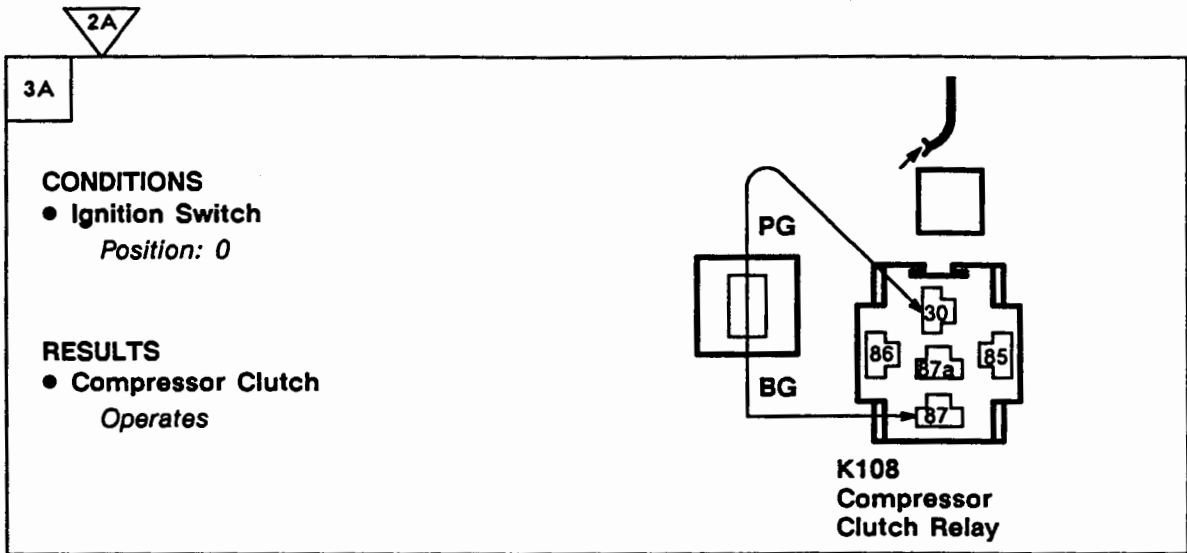 2A
3A
CONDITIONS
● Ignition Switch
Position: 0
RESULTS
● Compressor Clutch
Operates
PG
BG
30
86
87a
85
87
K108
Compressor
Clutch Relay